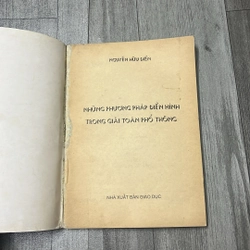 NGUYỄN HỮU ĐIỂN
NHỮNG PHƯƠNG PHÁP ĐIỂN HÌNH
TRONG GIẢI TOÁN PHỔ THÔNG
NHÀ XUẤT BẢN GIÁO DỤC